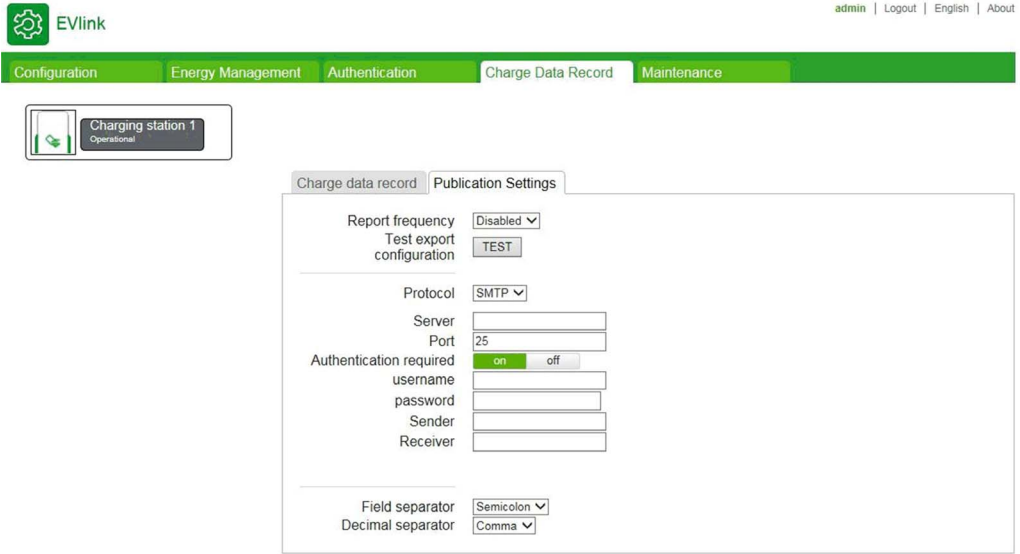 admin | Logout | English | About
EVlink
Configuration Energy Management Authentication Charge Data Record Maintenance
Charging station 1
Operational
Charge data record Publication Settings
Report frequency Disabled
Test export
configuration TEST
Protocol SMTP
Server
Port 25
Authentication required on off
username
password
Sender
Receiver
Field separator Semicolon
Decimal separator Comma